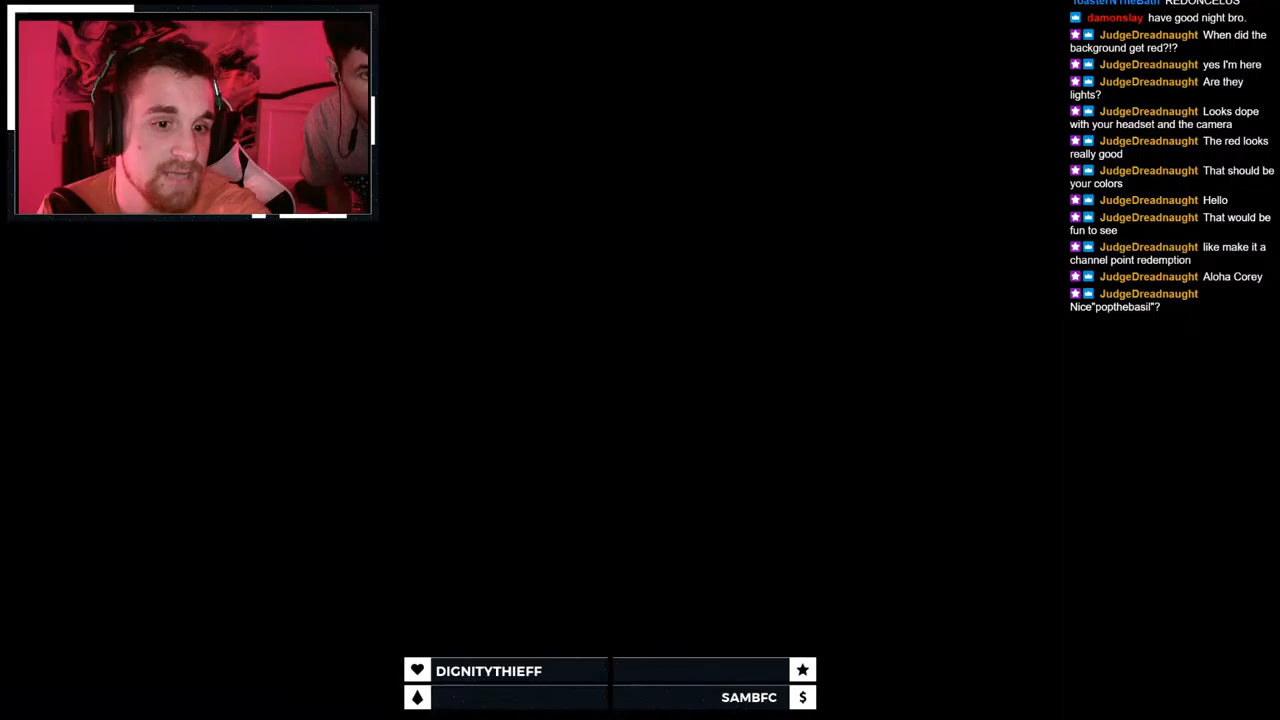 ToasterNTheBath REDONCELUS
damonslay have good night bro.
JudgeDreadnaught When did the
background get red?!?
JudgeDreadnaught yes I'm here
JudgeDreadnaught Are they
lights?
JudgeDreadnaught Looks dope
with your headset and the camera
JudgeDreadnaught The red looks
really good
JudgeDreadnaught That should be
your colors
JudgeDreadnaught Hello
JudgeDreadnaught That would be
fun to see
JudgeDreadnaught like make it a
channel point redemption
JudgeDreadnaught Aloha Corey
JudgeDreadnaught
Nice"popthebasil"?
DIGNITYTHIEFF
SAMBFC $